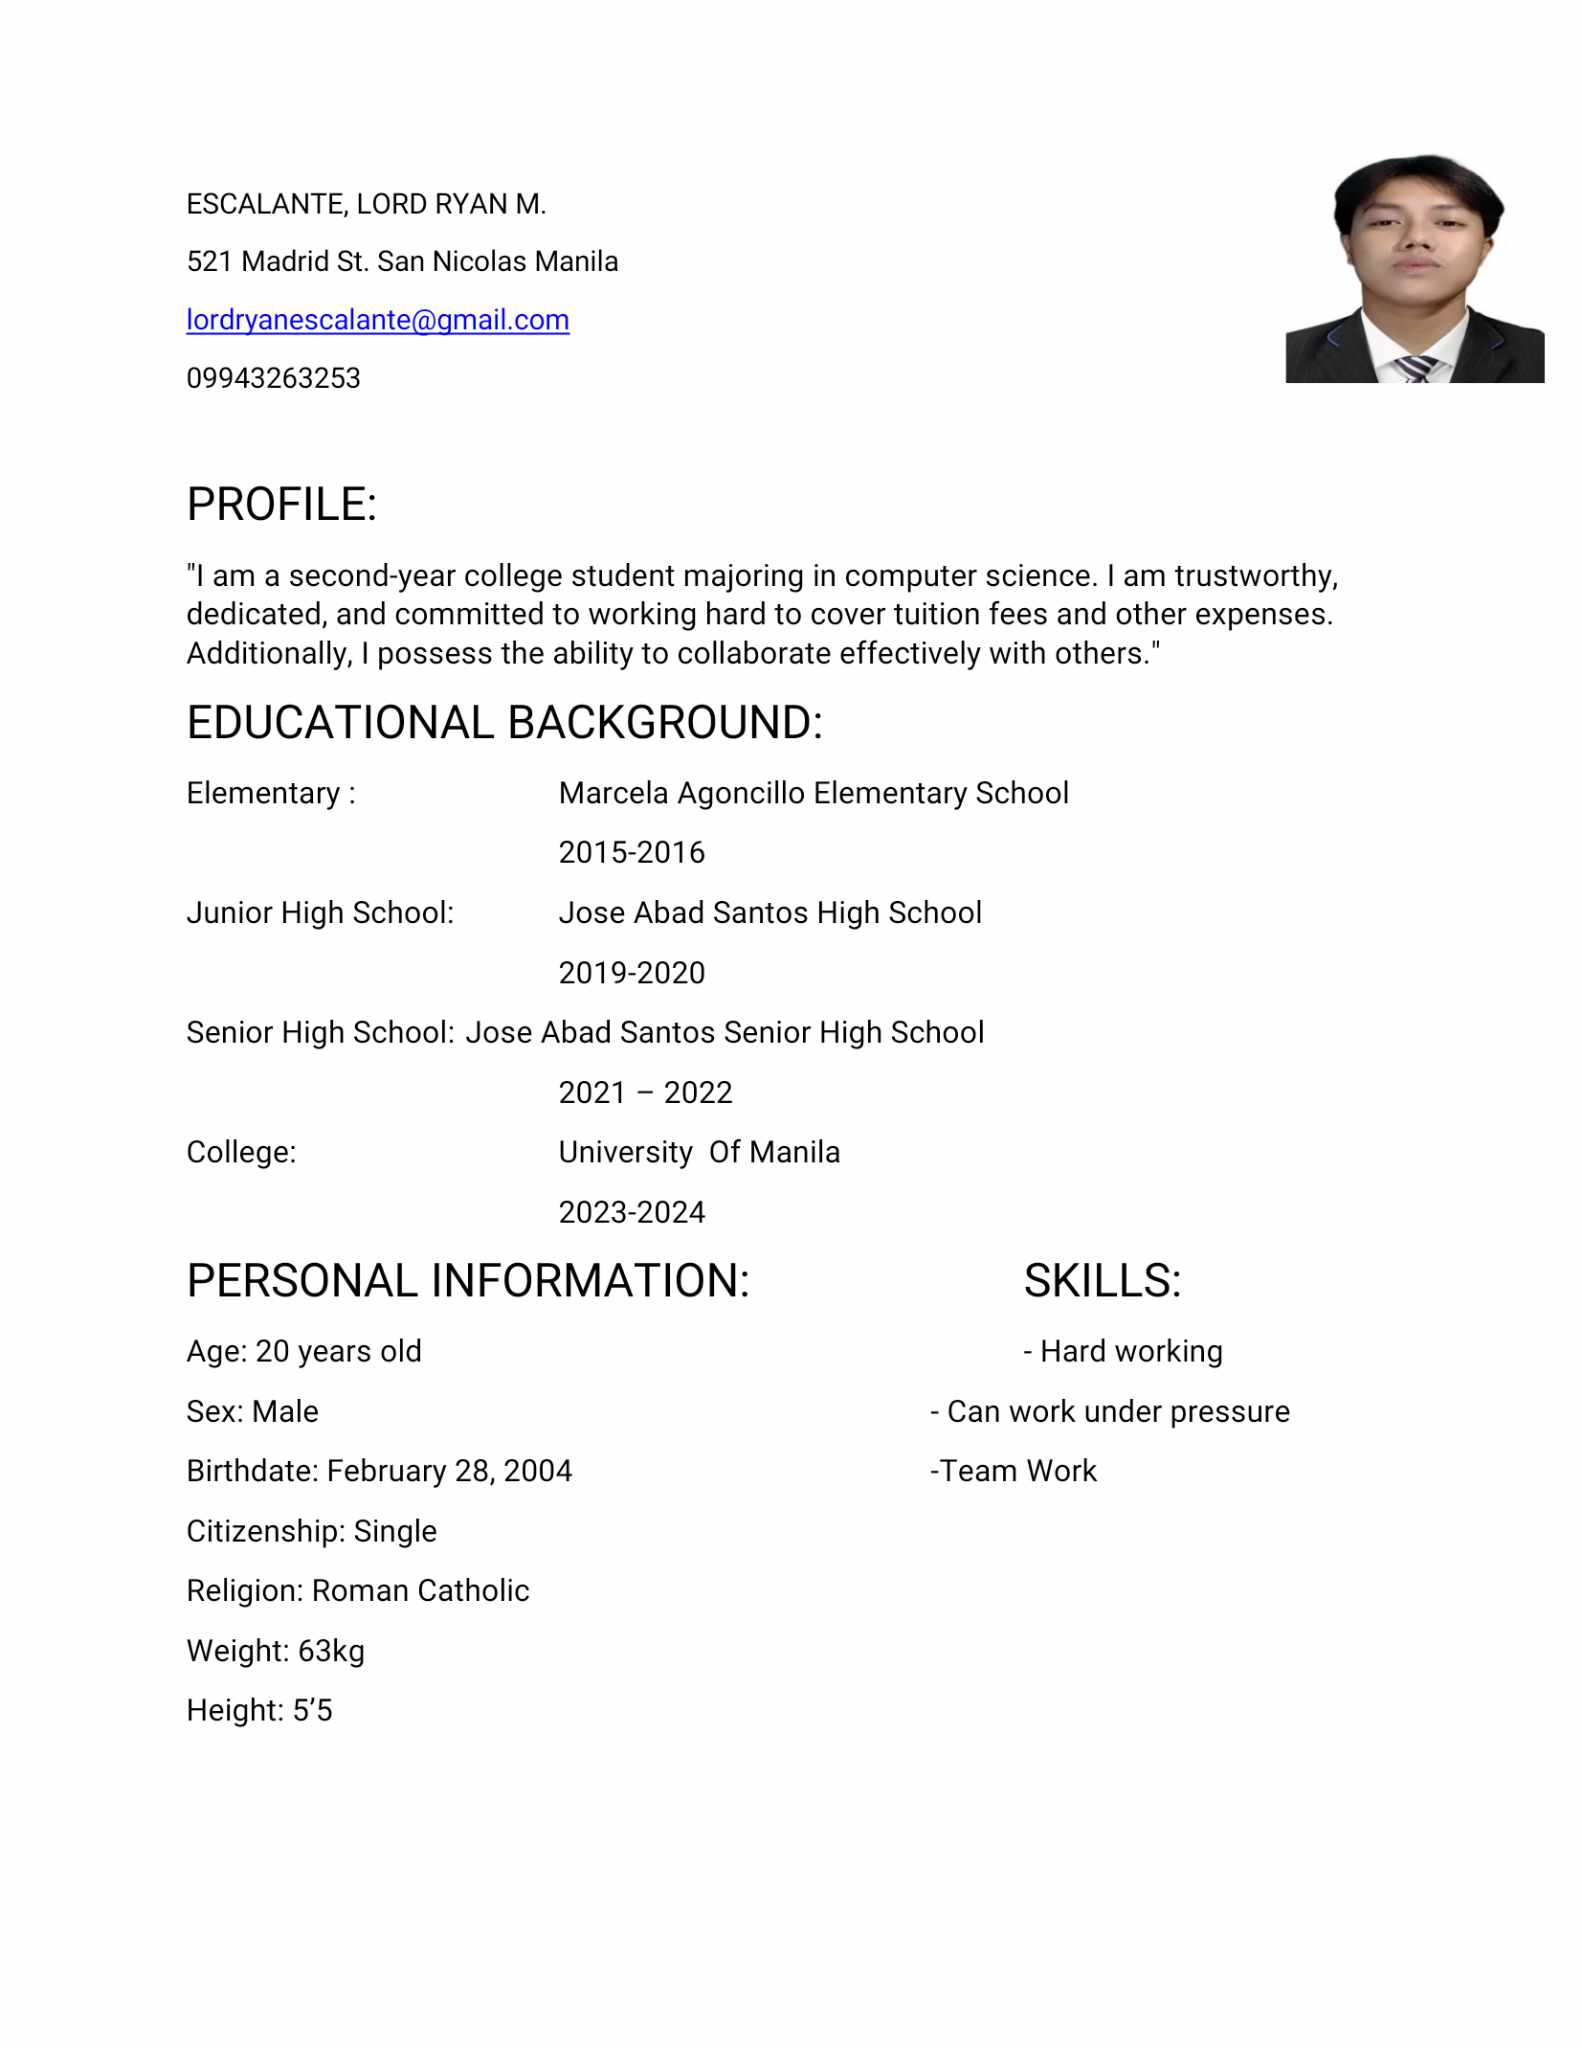 ESCALANTE, LORD RYAN M.
521 Madrid St. San Nicolas Manila
lordryanescalante@gmail.com
09943263253
PROFILE:
"I am a second-year college student majoring in computer science. I am trustworthy,
dedicated, and committed to working hard to cover tuition fees and other expenses.
Additionally, I possess the ability to collaborate effectively with others."
EDUCATIONAL BACKGROUND:
Elementary : Marcela Agoncillo Elementary School
2015-2016
Junior High School: Jose Abad Santos High School
2019-2020
Senior High School: Jose Abad Santos Senior High School
2021 – 2022
College: University Of Manila
2023-2024
PERSONAL INFORMATION: SKILLS:
Age: 20 years old - Hard working
Sex: Male - Can work under pressure
Birthdate: February 28, 2004 -Team Work
Citizenship: Single
Religion: Roman Catholic
Weight: 63kg
Height: 5’5